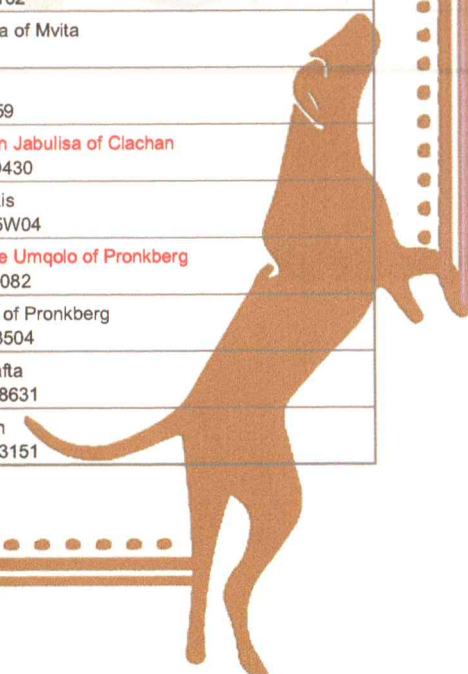 a of Mvita
59
n Jabulisa of Clachan
0430
is
5W04
e Umqolo of Pronkberg
082
of Pronkberg
3504
afta
8631
n
3151